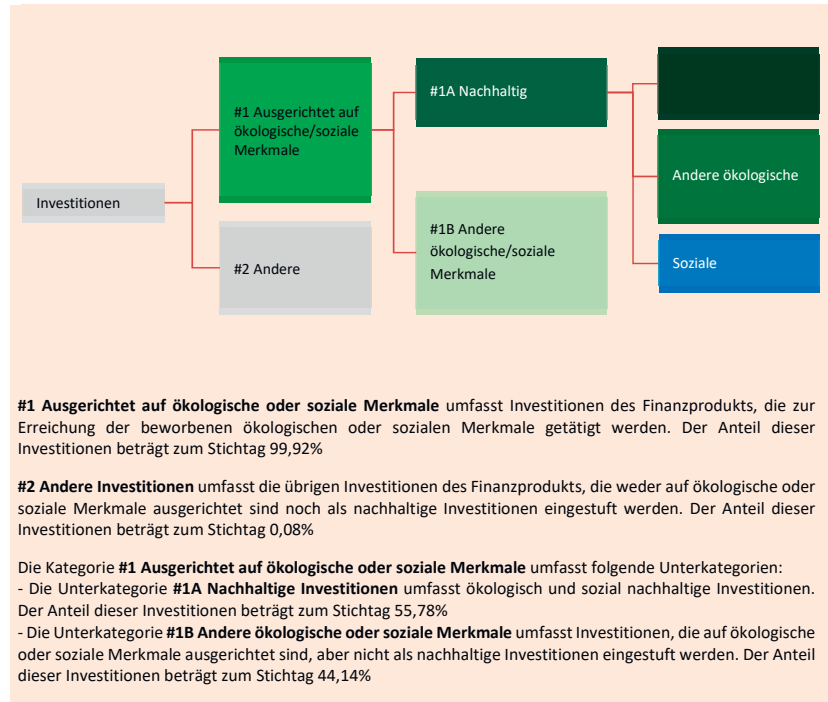 Investitionen
#1 Ausgerichtet auf
ökologische/soziale
Merkmale
#2 Andere
#1A Nachhaltig
#1B Andere
ökologische/soziale
Merkmale
Andere ökologische
Soziale
#1 Ausgerichtet auf ökologische oder soziale Merkmale umfasst Investitionen des Finanzprodukts, die zur
Erreichung der beworbenen ökologischen oder sozialen Merkmale getätigt werden. Der Anteil dieser
Investitionen beträgt zum Stichtag 99,92%
#2 Andere Investitionen umfasst die übrigen Investitionen des Finanzprodukts, die weder auf ökologische oder
soziale Merkmale ausgerichtet sind noch als nachhaltige Investitionen eingestuft werden. Der Anteil dieser
Investitionen beträgt zum Stichtag 0,08%
Die Kategorie #1 Ausgerichtet auf ökologische oder soziale Merkmale umfasst folgende Unterkategorien:
- Die Unterkategorie #1A Nachhaltige Investitionen umfasst ökologisch und sozial nachhaltige Investitionen.
Der Anteil dieser Investitionen beträgt zum Stichtag 55,78%
- Die Unterkategorie #1B Andere ökologische oder soziale Merkmale umfasst Investitionen, die auf ökologische
oder soziale Merkmale ausgerichtet sind, aber nicht als nachhaltige Investitionen eingestuft werden. Der Anteil
dieser Investitionen beträgt zum Stichtag 44,14%